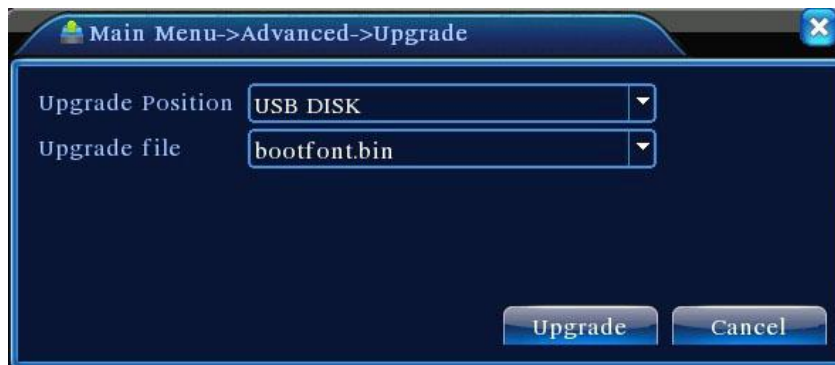 Main Menu->Advanced->Upgrade
Upgrade Position USB DISK
Upgrade file bootfont.bin
Upgrade Cancel